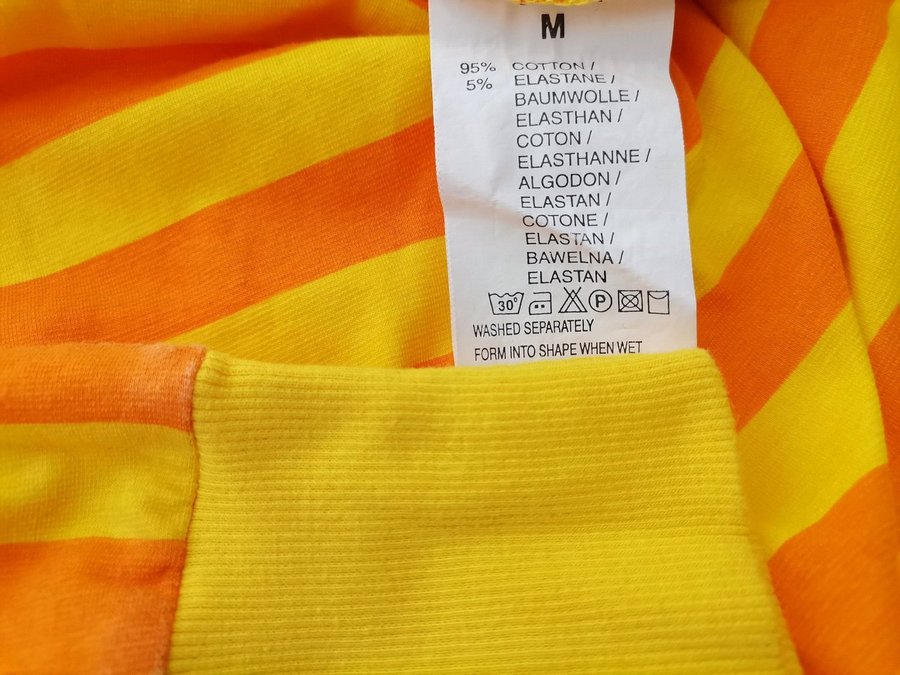 M
95% COTTON /
5% ELASTANE /
BAUMWOLLE /
ELASTHAN /
COTON /
ELASTHANNE /
ALGODON /
ELASTAN /
COTONE /
ELASTAN /
BAWELNA /
ELASTAN
30° P
WASHED SEPARATELY
FORM INTO SHAPE WHEN WET